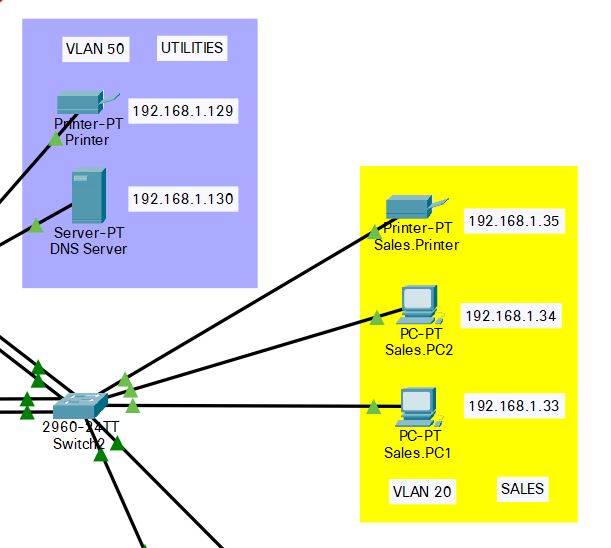 VLAN 50
UTILITIES
Printer-PT
Printer
192.168.1.129
Server-PT
DNS Server
192.168.1.130
Printer-PT
Sales.Printer
192.168.1.35
PC-PT
Sales.PC2
192.168.1.34
PC-PT
Sales.PC1
192.168.1.33
VLAN 20
SALES
2960-24TT
Switch2